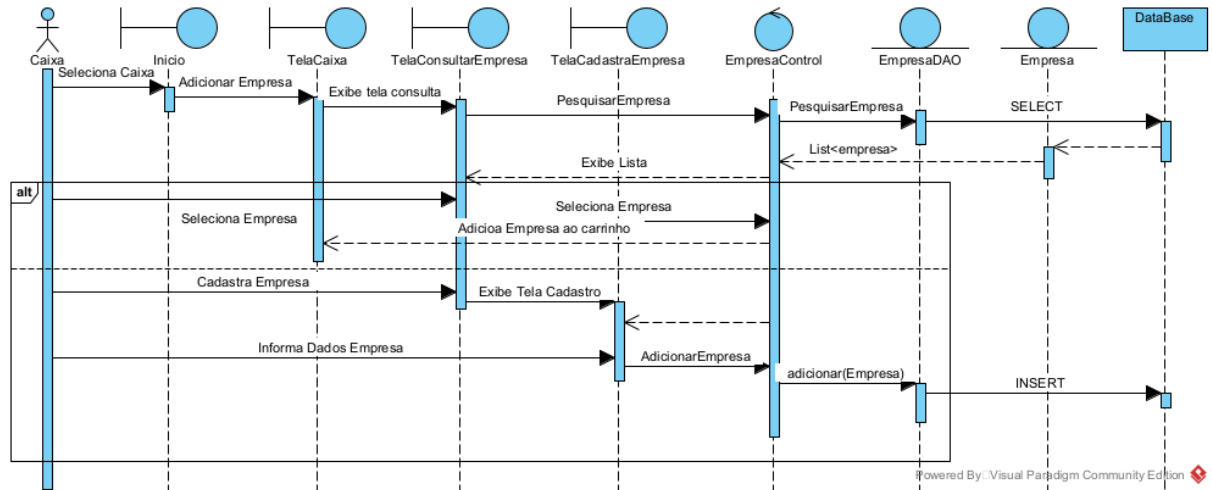 DataBase
Caixa
Inicio
TelaCaixa
TelaConsultarEmpresa
TelaCadastraEmpresa
EmpresaControl
EmpresaDAO
Empresa
Seleciona Caixa
Adicionar Empresa
Exibe tela consulta
PesquisarEmpresa
PesquisarEmpresa
SELECT
List<empresa>
Exibe Lista
alt
Seleciona Empresa
Seleciona Empresa
Adicioa Empresa ao carrinho
Cadastra Empresa
Exibe Tela Cadastro
Informa Dados Empresa
AdicionarEmpresa
adicionar(Empresa)
INSERT
Powered By Visual Paradigm Community Edition